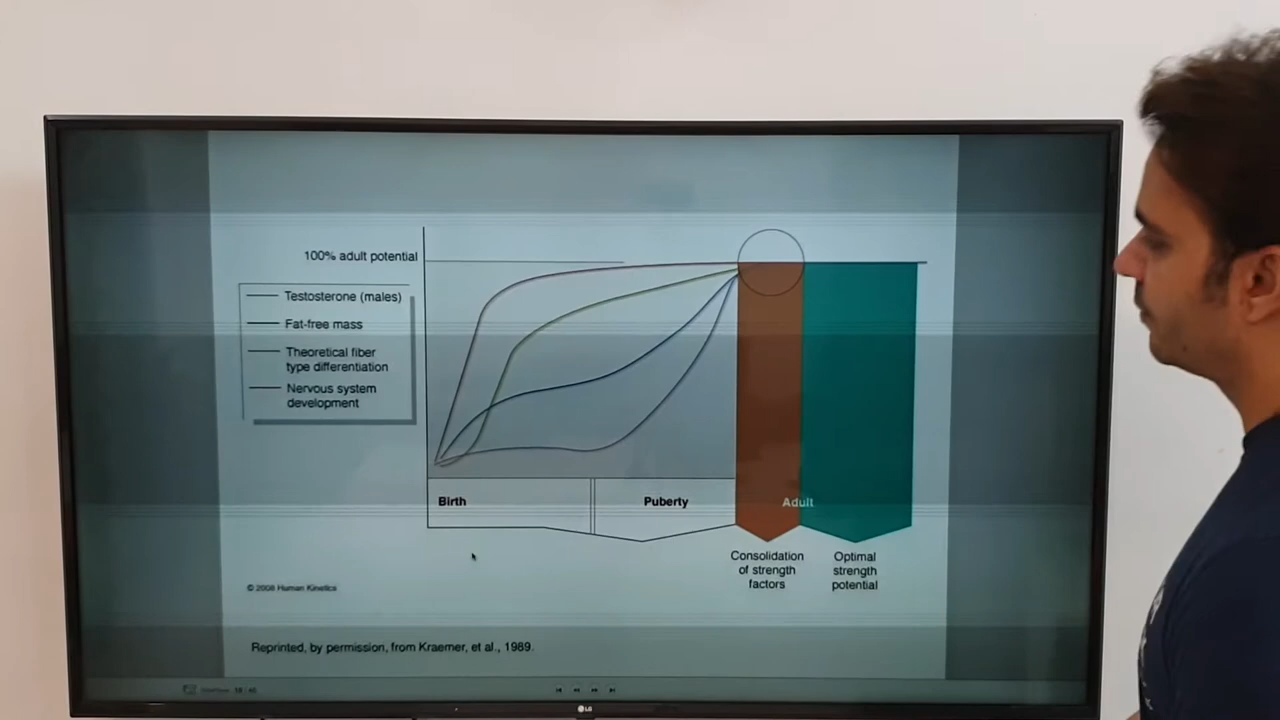 100% adult potential
Testosterone (males)
Fat-free mass
Theoretical fiber
type differentiation
Nervous system
development
Birth
Puberty
Adult
Consolidation
of strength
factors
Optimal
strength
potential
© 2008 Human Kinetics
Reprinted, by permission, from Kraemer, et al., 1989.
LG